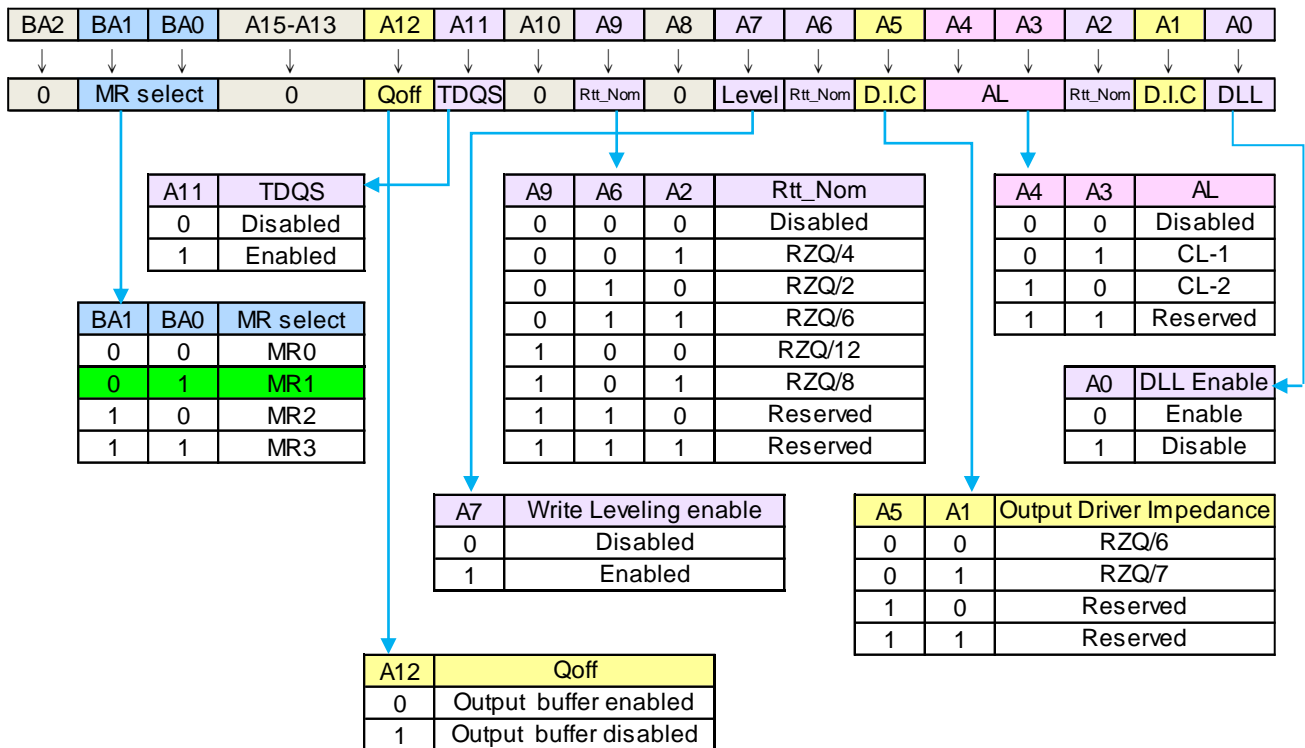 BA2 BA1 BA0 A15-A13 A12 A11 A10 A9 A8 A7 A6 A5 A4 A3 A2 A1 A0
0 MR select 0 Qoff TDQS 0 Rtt_Nom 0 Level Rtt_Nom D.I.C AL Rtt_Nom D.I.C DLL
A11 TDQS
0 Disabled
1 Enabled
A9 A6 A2 Rtt_Nom
0 0 0 Disabled
0 0 1 RZQ/4
0 1 0 RZQ/2
0 1 1 RZQ/6
1 0 0 RZQ/12
1 0 1 RZQ/8
1 1 0 Reserved
1 1 1 Reserved
A4 A3 AL
0 0 Disabled
0 1 CL-1
1 0 CL-2
1 1 Reserved
BA1 BA0 MR select
0 0 MR0
0 1 MR1
1 0 MR2
1 1 MR3
A0 DLL Enable
0 Enable
1 Disable
A7 Write Leveling enable
0 Disabled
1 Enabled
A5 A1 Output Driver Impedance
0 0 RZQ/6
0 1 RZQ/7
1 0 Reserved
1 1 Reserved
A12 Qoff
0 Output buffer enabled
1 Output buffer disabled